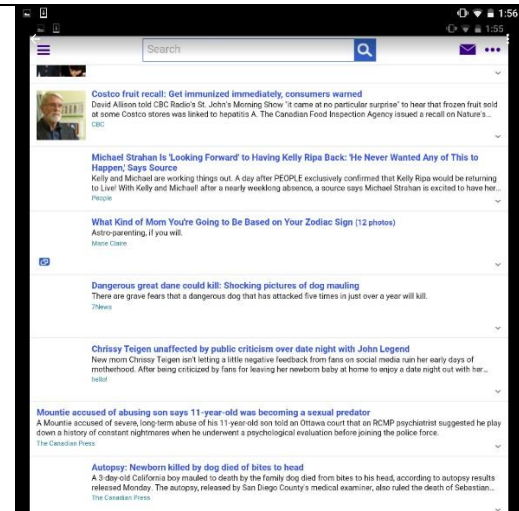 1:56
1:55
Search
Costco fruit recall: Get immunized immediately, consumers warned
David Allison told CBC Radio's St. John's Morning Show "it came at no particular surprise" to hear that frozen fruit sold
at some Costco stores was linked to hepatitis A. The Canadian Food Inspection Agency issued a recall on Nature's...
CBC
Michael Strahan Is 'Looking Forward' to Having Kelly Ripa Back: 'He Never Wanted Any of This to
Happen,' Says Source
Kelly and Michael are working things out. A day after PEOPLE exclusively confirmed that Kelly Ripa would be returning
to Live! With Kelly and Michael! after a nearly weeklong absence, a source says Michael Strahan is excited to have her...
People
What Kind of Mom You're Going to Be Based on Your Zodiac Sign (12 photos)
Astro-parenting, if you will.
Marie Claire
Dangerous great dane could kill: Shocking pictures of dog mauling
There are grave fears that a dangerous dog that has attacked five times in just over a year will kill.
7News
Chrissy Teigen unaffected by public criticism over date night with John Legend
New mom Chrissy Teigen isn't letting a little negative feedback from fans on social media ruin her early days of
motherhood. After being criticized by fans for leaving her newborn baby at home to enjoy a date night out with her...
hello!
Mountie accused of abusing son says 11-year-old was becoming a sexual predator
A Mountie accused of severe, long-term abuse of his 11-year-old son told an Ottawa court that an RCMP psychiatrist suggested he play
down a history of constant nightmares when he underwent a psychological evaluation before joining the police force.
The Canadian Press
Autopsy: Newborn killed by dog died of bites to head
A 3-day-old California boy mauled to death by the family dog died from bites to his head, according to autopsy results
released Monday. The autopsy, released by San Diego County's medical examiner, also ruled the death of Sebastian...
The Canadian Press